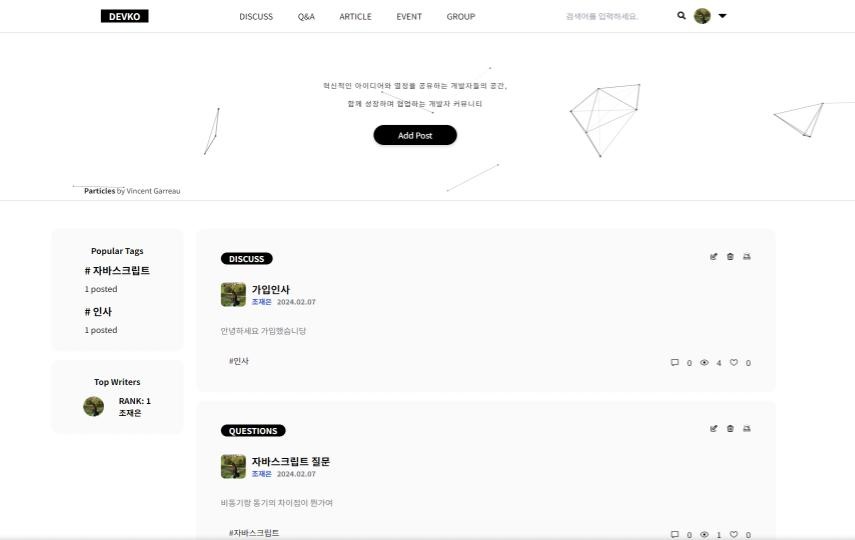 DEVKO
DISCUSS Q&A ARTICLE EVENT GROUP
검색어를 입력하세요.
혁신적인 아이디어와 열정을 공유하는 개발자들의 공간,
함께 성장하며 협업하는 개발자 커뮤니티
Add Post
Particles by Vincent Garreau
Popular Tags
# 자바스크립트
1 posted
# 인사
1 posted
Top Writers
RANK: 1
조재은
DISCUSS
가입인사
조재은 2024.02.07
안녕하세요 가입했습니당
#인사
0 4 0
QUESTIONS
자바스크립트 질문
조재은 2024.02.07
비동기랑 동기의 차이점이 뭔가여
#자바스크립트
0 1 0